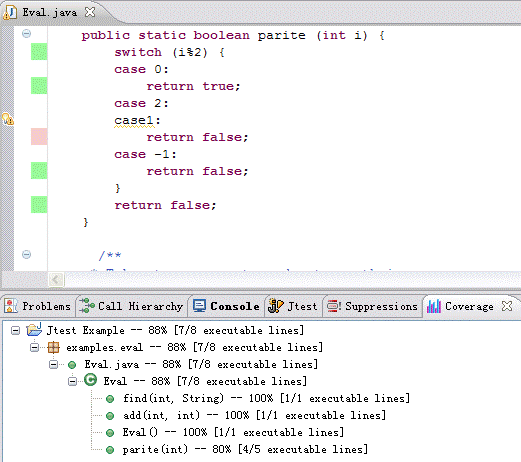 Eval.java
public static boolean parite (int i) {
switch (i%2) {
case 0:
return true;
case 2:
case1:
return false;
case -1:
return false;
}
return false;
}
/**
Problems Call Hierarchy Console Jtest Suppressions Coverage
Jtest Example -- 88% [7/8 executable lines]
examples.eval -- 88% [7/8 executable lines]
Eval.java -- 88% [7/8 executable lines]
Eval -- 88% [7/8 executable lines]
find(int, String) -- 100% [1/1 executable lines]
add(int, int) -- 100% [1/1 executable lines]
Eval() -- 100% [1/1 executable lines]
parite(int) -- 80% [4/5 executable lines]